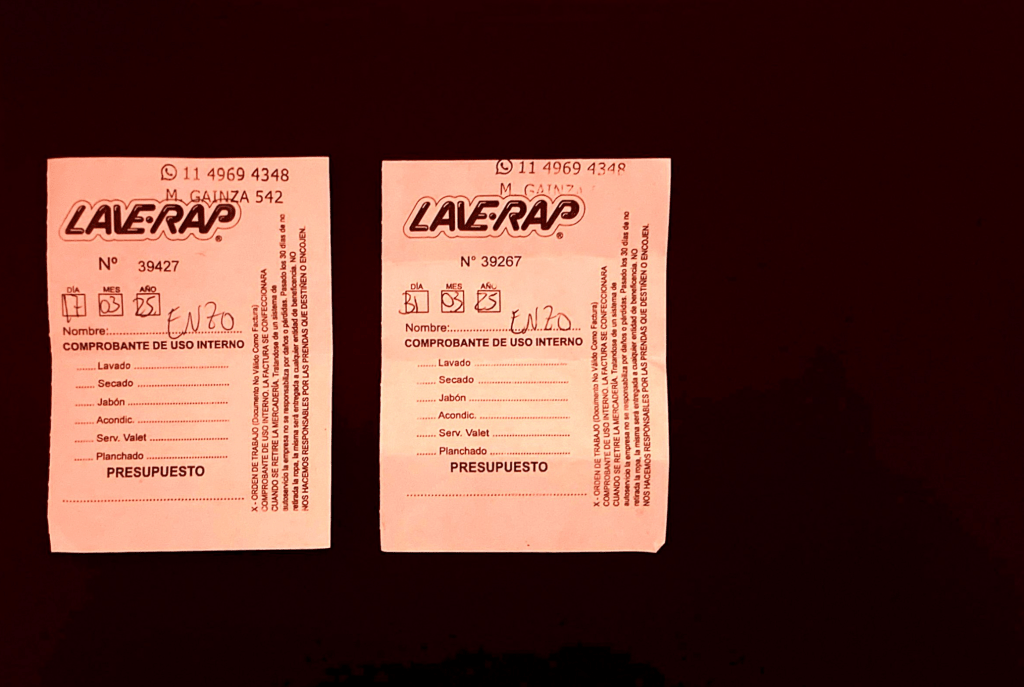 11 4969 4348
M. GAINZA 542
LAVE-RAP®
Nº 39427
DÍA MES AÑO
17 03 25
Nombre: ENZO
COMPROBANTE DE USO INTERNO
Lavado
Secado
Jabón
Acondic.
Serv. Valet
Planchado
PRESUPUESTO
X - ORDEN DE TRABAJO (Documento No Válido Como Factura)
COMPROBANTE DE USO INTERNO. LA FACTURA SE CONFECCIONARA
CUANDO SE RETIRE LA MERCADERÍA. Tratandose de un sistema de
autoservicio la empresa no se responsabiliza por daños o pérdidas. Pasado los 30 días de no
retirada la ropa, la misma será entregada a cualquier entidad de beneficencia. NO
NOS HACEMOS RESPONSABLES POR LAS PRENDAS QUE DESTIÑEN O ENCOJEN.
11 4969 4348
M. GAINZA
LAVE-RAP®
N° 39267
DÍA MES AÑO
03 25
Nombre: ENZO
COMPROBANTE DE USO INTERNO
Lavado
Secado
Jabón
Acondic.
Serv. Valet
Planchado
PRESUPUESTO
X - ORDEN DE TRABAJO (Documento No Válido Como Factura)
COMPROBANTE DE USO INTERNO. LA FACTURA SE CONFECCIONARA
CUANDO SE RETIRE LA MERCADERÍA. Tratandose de un sistema de
autoservicio la empresa no se responsabiliza por daños o pérdidas. Pasado los 30 días de no
retirada la ropa, la misma será entregada a cualquier entidad de beneficencia. NO
NOS HACEMOS RESPONSABLES POR LAS PRENDAS QUE DESTIÑEN O ENCOJEN.